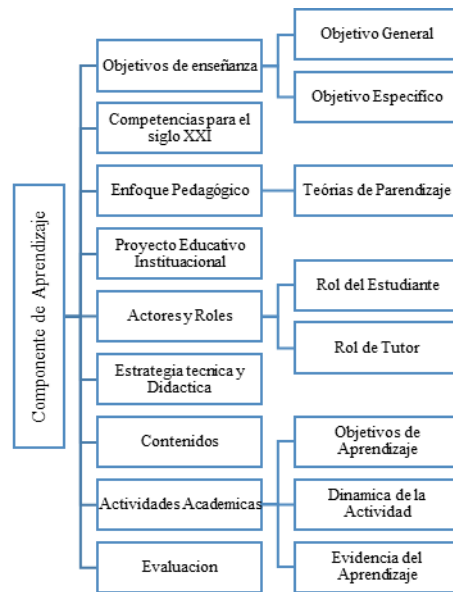 Componente de Aprendizaje
Objetivos de enseñanza
Objetivo General
Objetivo Específico
Competencias para el
siglo XXI
Enfoque Pedagógico
Teórias de Parendizaje
Proyecto Educativo
Instituacional
Actores y Roles
Rol del Estudiante
Rol de Tutor
Estrategia tecnica y
Didactica
Contenidos
Actividades Academicas
Objetivos de
Aprendizaje
Dinamica de la
Actividad
Evidencia del
Aprendizaje
Evaluacion